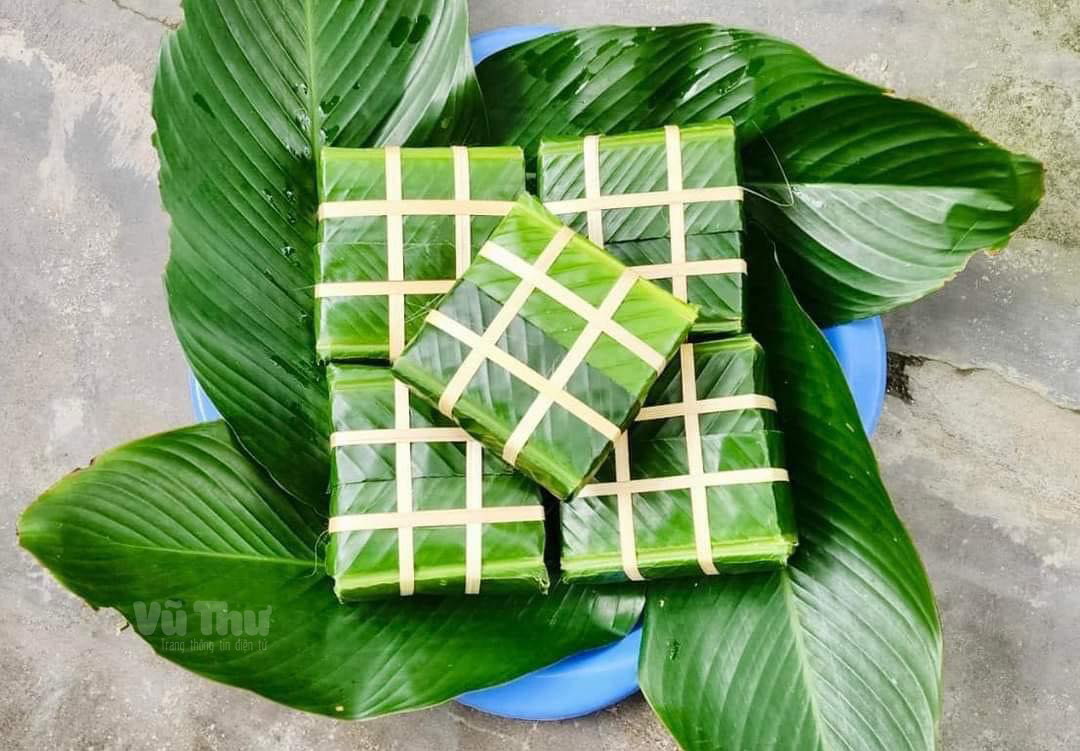 Vũ Thư
Trang thông tin điện tử